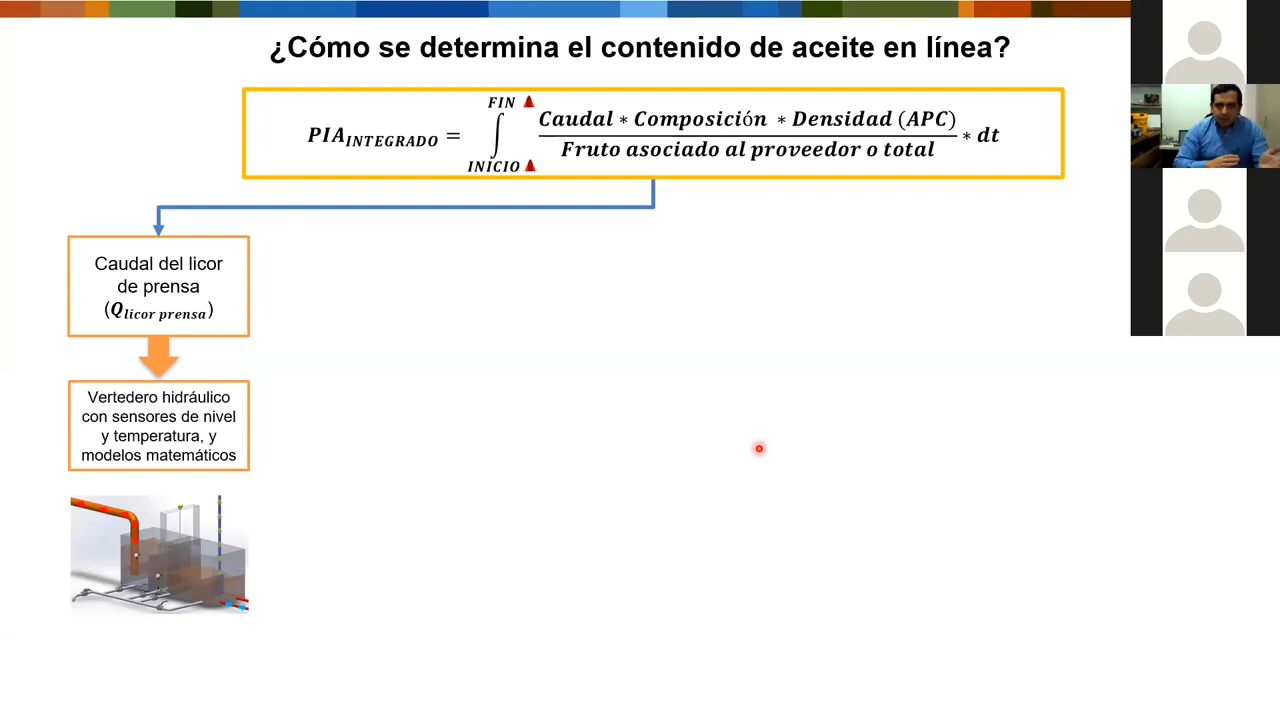 ¿Cómo se determina el contenido de aceite en línea?
FIN
PIA_INTEGRADO = ∫ Caudal ∗ Composición ∗ Densidad (APC)
Fruto asociado al proveedor o total ∗ dt
INICIO
Caudal del licor
de prensa
(Q_licor prensa)
Vertedero hidráulico
con sensores de nivel
y temperatura, y
modelos matemáticos